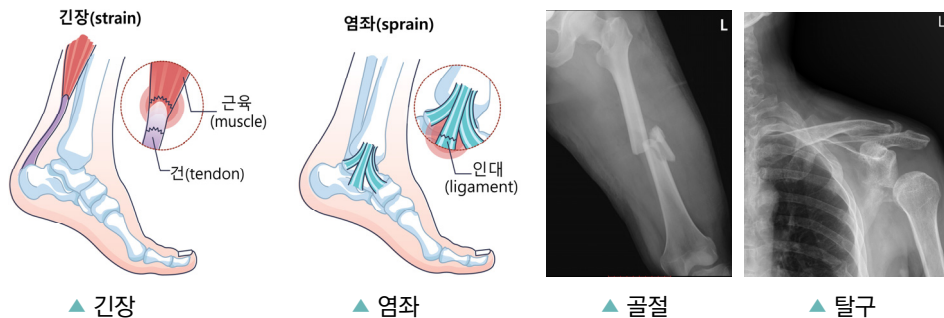 긴장(strain)
근육
(muscle)
건(tendon)
염좌(sprain)
인대
(ligament)
L
L
▲ 긴장
▲ 염좌
▲ 골절
▲ 탈구